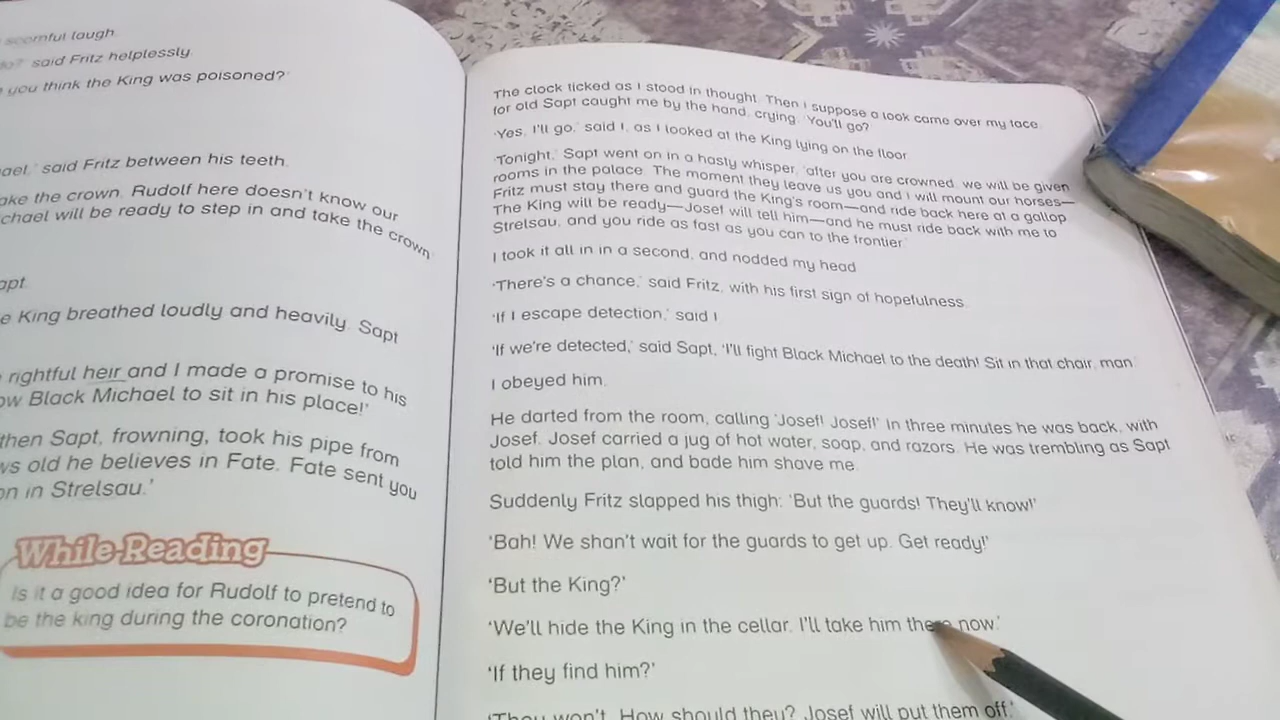 scornful laugh.
said Fritz helplessly.
you think the King was poisoned?'
said Fritz between his teeth.
ake the crown. Rudolf here doesn't know our
chael will be ready to step in and take the crown
apt.
e King breathed loudly and heavily. Sapt
rightful heir and I made a promise to his
ow Black Michael to sit in his place!'
then Sapt, frowning, took his pipe from
ws old he believes in Fate. Fate sent you
on in Strelsau.'
While-Reading
Is it a good idea for Rudolf to pretend to
be the king during the coronation?
The clock ticked as I stood in thought. Then I suppose a look came over my face
for old Sapt caught me by the hand, crying, 'You'll go?
'Yes, I'll go,' said I, as I looked at the King lying on the floor.
'Tonight,' Sapt went on in a hasty whisper, 'after you are crowned, we will be given
rooms in the palace. The moment they leave us you and I will mount our horses—
Fritz must stay there and guard the King's room—and ride back here at a gallop
The King will be ready—Josef will tell him—and he must ride back with me to
Strelsau, and you ride as fast as you can to the frontier.'
I took it all in in a second, and nodded my head
'There's a chance,' said Fritz, with his first sign of hopefulness.
'If I escape detection,' said I.
'If we're detected,' said Sapt, 'I'll fight Black Michael to the death! Sit in that chair, man.'
I obeyed him.
He darted from the room, calling 'Josef! Josef!' In three minutes he was back, with
Josef. Josef carried a jug of hot water, soap, and razors. He was trembling as Sapt
told him the plan, and bade him shave me.
Suddenly Fritz slapped his thigh: 'But the guards! They'll know!'
'Bah! We shan't wait for the guards to get up. Get ready!'
'But the King?'
'We'll hide the King in the cellar. I'll take him there now.'
'If they find him?'
'They won't. How should they? Josef will put them off.'